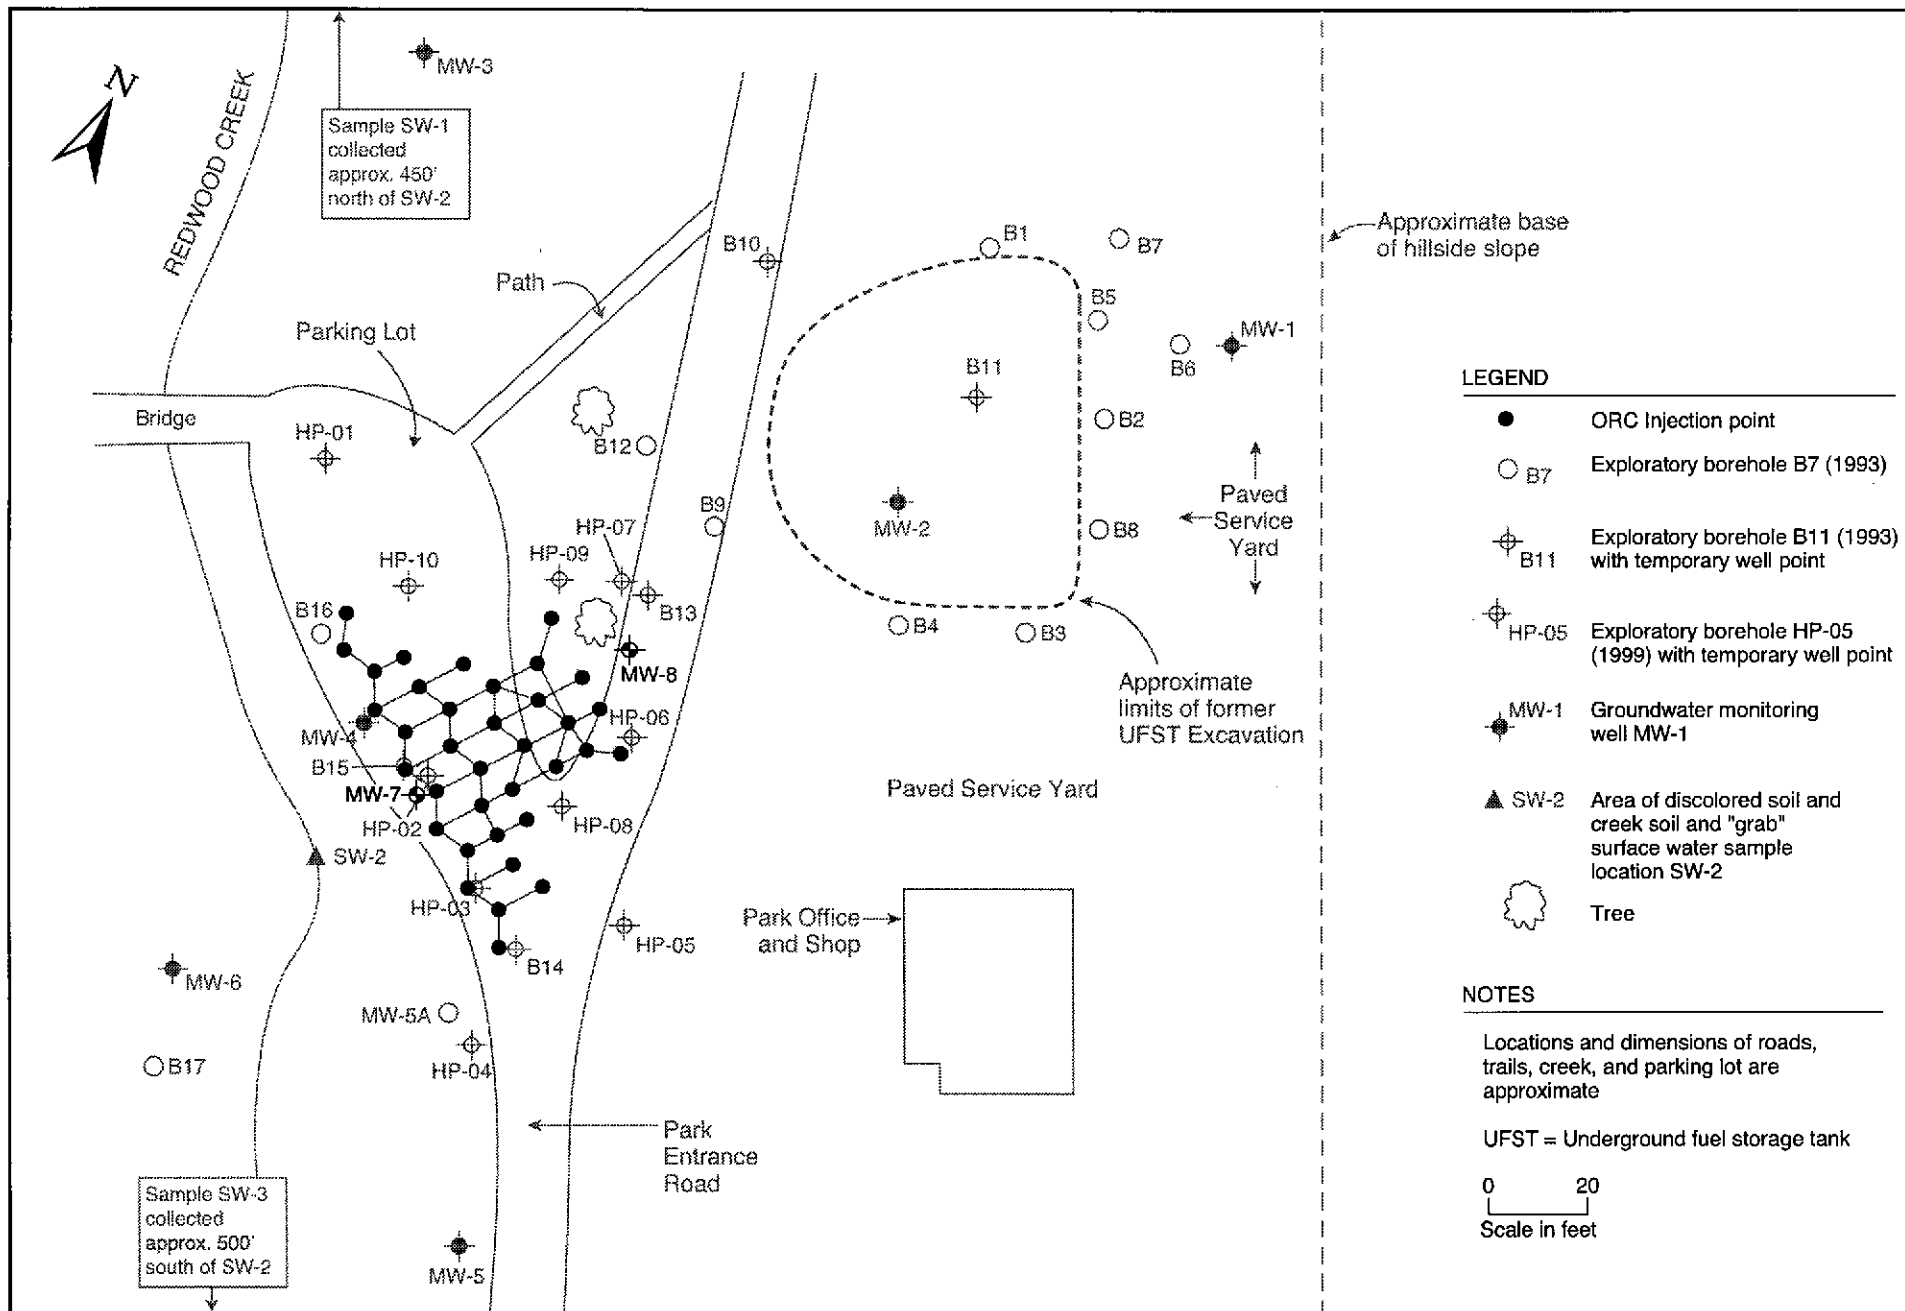 N
REDWOOD CREEK
MW-3
Sample SW-1
collected
approx. 450'
north of SW-2
Path
Parking Lot
Bridge
HP-01
B10
B1
B7
B5
B6
MW-1
B11
B2
B12
B9
MW-2
B8
Paved
Service
Yard
Approximate base
of hillside slope
HP-07
HP-09
HP-10
B13
B16
B4
B3
MW-8
Approximate
limits of former
UFST Excavation
HP-06
MW-4
B15
MW-7
HP-02
HP-08
Paved Service Yard
SW-2
HP-03
HP-05
B14
Park Office
and Shop
MW-6
MW-5A
B17
HP-04
Park
Entrance
Road
Sample SW-3
collected
approx. 500'
south of SW-2
MW-5
LEGEND
ORC Injection point
B7
Exploratory borehole B7 (1993)
B11
Exploratory borehole B11 (1993)
with temporary well point
HP-05
Exploratory borehole HP-05
(1999) with temporary well point
MW-1
Groundwater monitoring
well MW-1
SW-2
Area of discolored soil and
creek soil and "grab"
surface water sample
location SW-2
Tree
NOTES
Locations and dimensions of roads,
trails, creek, and parking lot are
approximate
UFST = Underground fuel storage tank
0 20
Scale in feet